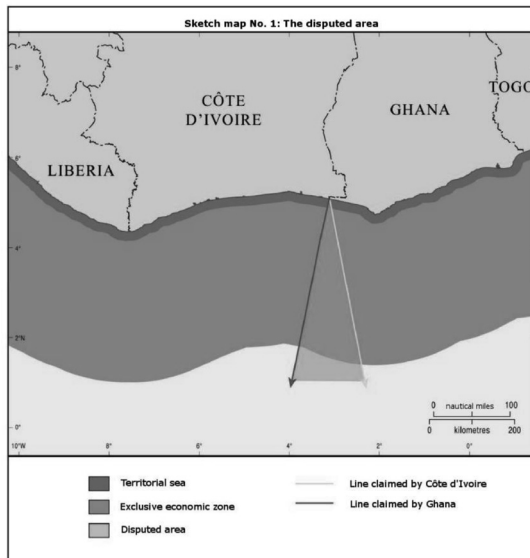 Sketch map No. 1: The disputed area
8°
TOGO
CÔTE
D'IVOIRE
GHANA
6°
LIBERIA
4°
2°N
0°
0 nautical miles 100
0 kilometres 200
10°W
8°
6°
4°
2°
0°
Territorial sea
Exclusive economic zone
Disputed area
Line claimed by Côte d'Ivoire
Line claimed by Ghana